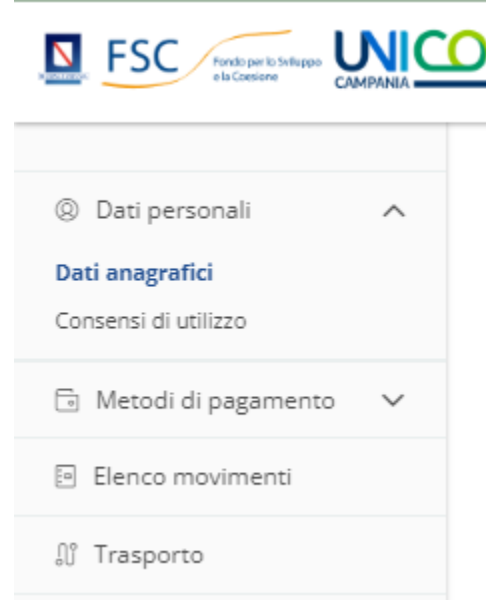 FSC
Fondo per lo Sviluppo
e la Coesione
UNICO
CAMPANIA
Dati personali
Dati anagrafici
Consensi di utilizzo
Metodi di pagamento
Elenco movimenti
Trasporto